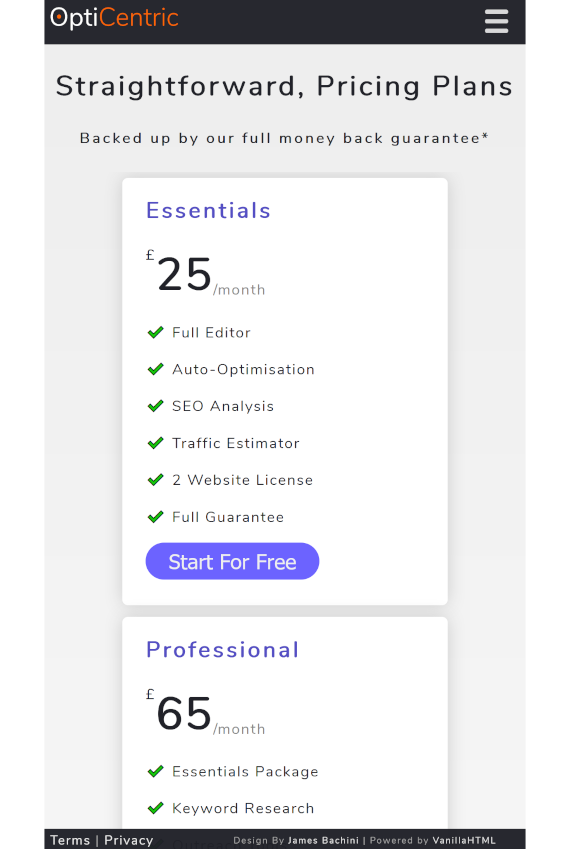 OptiCentric
Straightforward, Pricing Plans
Backed up by our full money back guarantee*
Essentials
£25/month
Full Editor
Auto-Optimisation
SEO Analysis
Traffic Estimator
2 Website License
Full Guarantee
Start For Free
Professional
£65/month
Essentials Package
Keyword Research
Terms | Privacy Design By James Bachini | Powered by VanillaHTML